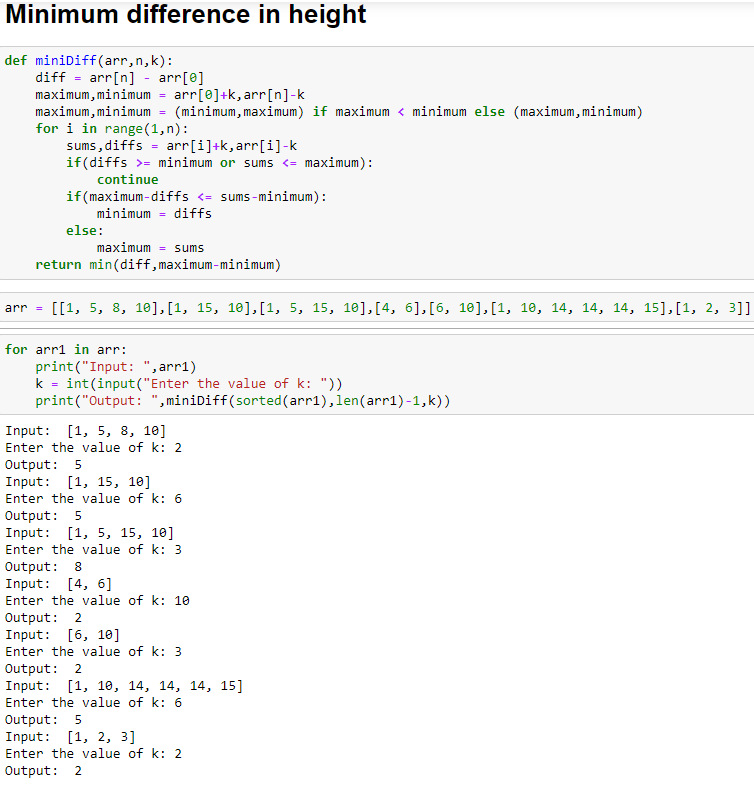 Minimum difference in height
def miniDiff(arr,n,k):
    diff = arr[n] - arr[0]
    maximum,minimum = arr[0]+k,arr[n]-k
    maximum,minimum = (minimum,maximum) if maximum < minimum else (maximum,minimum)
    for i in range(1,n):
        sums,diffs = arr[i]+k,arr[i]-k
        if(diffs >= minimum or sums <= maximum):
            continue
        if(maximum-diffs <= sums-minimum):
            minimum = diffs
        else:
            maximum = sums
    return min(diff,maximum-minimum)
arr = [[1, 5, 8, 10],[1, 15, 10],[1, 5, 15, 10],[4, 6],[6, 10],[1, 10, 14, 14, 14, 15],[1, 2, 3]]
for arr1 in arr:
    print("Input: ",arr1)
    k = int(input("Enter the value of k: "))
    print("Output: ",miniDiff(sorted(arr1),len(arr1)-1,k))
Input:  [1, 5, 8, 10]
Enter the value of k: 2
Output:  5
Input:  [1, 15, 10]
Enter the value of k: 6
Output:  5
Input:  [1, 5, 15, 10]
Enter the value of k: 3
Output:  8
Input:  [4, 6]
Enter the value of k: 10
Output:  2
Input:  [6, 10]
Enter the value of k: 3
Output:  2
Input:  [1, 10, 14, 14, 14, 15]
Enter the value of k: 6
Output:  5
Input:  [1, 2, 3]
Enter the value of k: 2
Output:  2